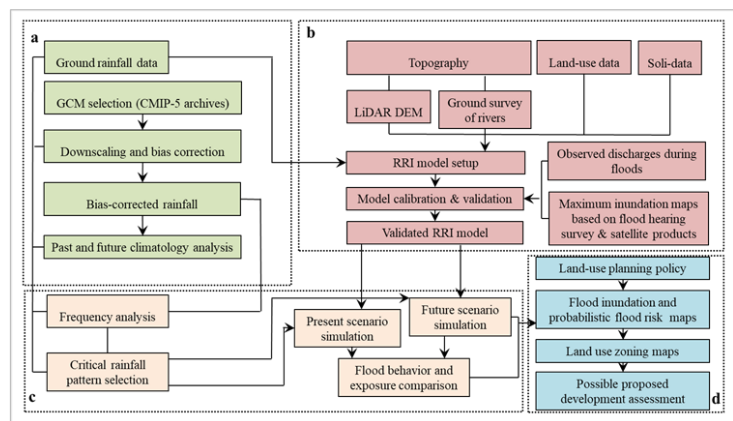 a
Ground rainfall data
GCM selection (CMIP-5 archives)
Downscaling and bias correction
Bias-corrected rainfall
Past and future climatology analysis
b
Topography
Land-use data
Soli-data
LiDAR DEM
Ground survey
of rivers
RRI model setup
Model calibration & validation
Validated RRI model
Observed discharges during
floods
Maximum inundation maps
based on flood hearing
survey & satellite products
c
Frequency analysis
Critical rainfall
pattern selection
Present scenario
simulation
Future scenario
simulation
Flood behavior and
exposure comparison
Land-use planning policy
Flood inundation and
probabilistic flood risk maps
Land use zoning maps
Possible proposed
development assessment
d